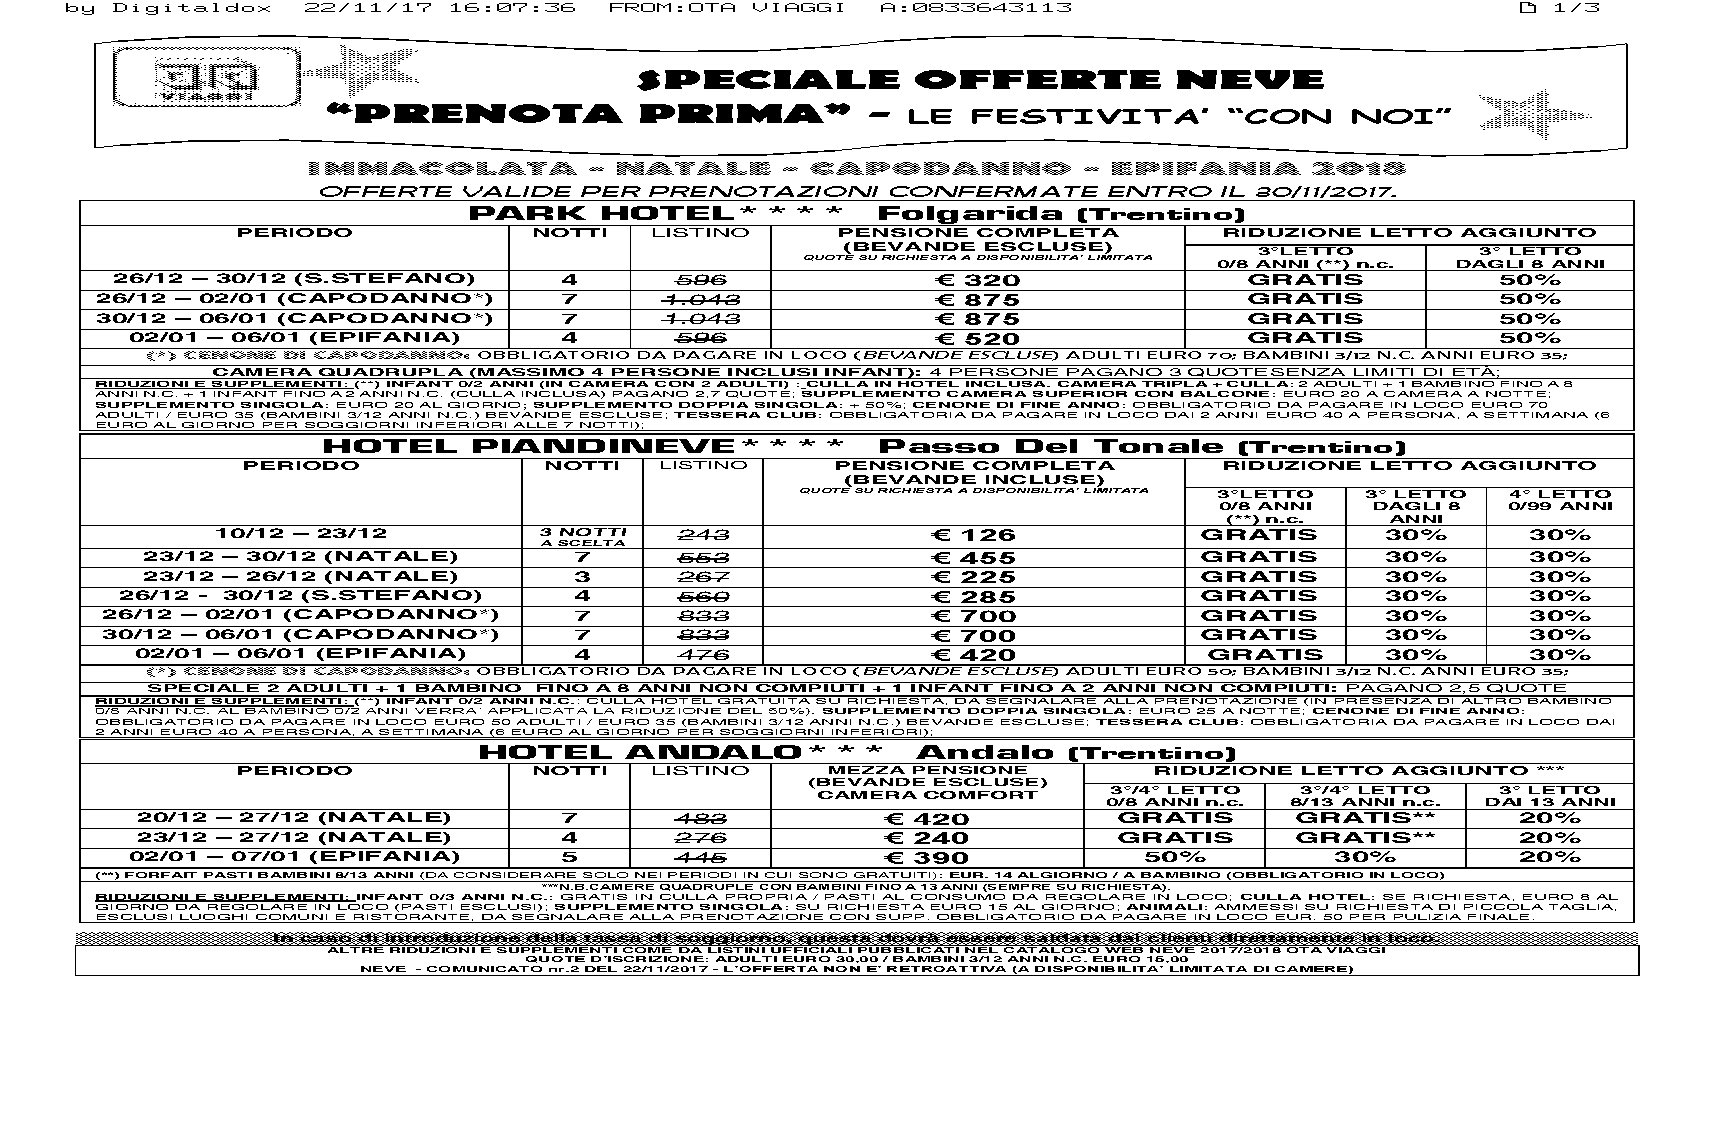 by Digitaldox 22/11/17 16:07:36 FROM:OTA VIAGGI A:0833643113 1/3
VIAGGI
SPECIALE OFFERTE NEVE
“PRENOTA PRIMA” - LE FESTIVITA’ “CON NOI”
IMMACOLATA - NATALE - CAPODANNO - EPIFANIA 2018
OFFERTE VALIDE PER PRENOTAZIONI CONFERMATE ENTRO IL 30/11/2017.
PARK HOTEL**** Folgarida (Trentino)
PERIODO NOTTI LISTINO PENSIONE COMPLETA RIDUZIONE LETTO AGGIUNTO
(BEVANDE ESCLUSE)
QUOTE SU RICHIESTA A DISPONIBILITA' LIMITATA
3°LETTO 3° LETTO
0/8 ANNI (**) n.c. DAGLI 8 ANNI
26/12 – 30/12 (S.STEFANO) 4 596 € 320 GRATIS 50%
26/12 – 02/01 (CAPODANNO*) 7 1.043 € 875 GRATIS 50%
30/12 – 06/01 (CAPODANNO*) 7 1.043 € 875 GRATIS 50%
02/01 – 06/01 (EPIFANIA) 4 596 € 520 GRATIS 50%
(*) CENONE DI CAPODANNO: OBBLIGATORIO DA PAGARE IN LOCO (BEVANDE ESCLUSE) ADULTI EURO 70; BAMBINI 3/12 N.C. ANNI EURO 35;
CAMERA QUADRUPLA (MASSIMO 4 PERSONE INCLUSI INFANT): 4 PERSONE PAGANO 3 QUOTESENZA LIMITI DI ETÀ;
RIDUZIONI E SUPPLEMENTI: (**) INFANT 0/2 ANNI (IN CAMERA CON 2 ADULTI) : CULLA IN HOTEL INCLUSA. CAMERA TRIPLA + CULLA: 2 ADULTI + 1 BAMBINO FINO A 8
ANNI N.C. + 1 INFANT FINO A 2 ANNI N.C. (CULLA INCLUSA) PAGANO 2,7 QUOTE; SUPPLEMENTO CAMERA SUPERIOR CON BALCONE: EURO 20 A CAMERA A NOTTE;
SUPPLEMENTO SINGOLA: EURO 20 AL GIORNO; SUPPLEMENTO DOPPIA SINGOLA: + 50%; CENONE DI FINE ANNO: OBBLIGATORIO DA PAGARE IN LOCO EURO 70
ADULTI / EURO 35 (BAMBINI 3/12 ANNI N.C.) BEVANDE ESCLUSE; TESSERA CLUB: OBBLIGATORIA DA PAGARE IN LOCO DAI 2 ANNI EURO 40 A PERSONA, A SETTIMANA (6
EURO AL GIORNO PER SOGGIORNI INFERIORI ALLE 7 NOTTI);
HOTEL PIANDINEVE**** Passo Del Tonale (Trentino)
PERIODO NOTTI LISTINO PENSIONE COMPLETA RIDUZIONE LETTO AGGIUNTO
(BEVANDE INCLUSE)
QUOTE SU RICHIESTA A DISPONIBILITA' LIMITATA
3°LETTO 3° LETTO 4° LETTO
0/8 ANNI DAGLI 8 0/99 ANNI
(**) n.c. ANNI
10/12 – 23/12 3 NOTTI A SCELTA 243 € 126 GRATIS 30% 30%
23/12 – 30/12 (NATALE) 7 553 € 455 GRATIS 30% 30%
23/12 – 26/12 (NATALE) 3 267 € 225 GRATIS 30% 30%
26/12 - 30/12 (S.STEFANO) 4 560 € 285 GRATIS 30% 30%
26/12 – 02/01 (CAPODANNO*) 7 833 € 700 GRATIS 30% 30%
30/12 – 06/01 (CAPODANNO*) 7 833 € 700 GRATIS 30% 30%
02/01 – 06/01 (EPIFANIA) 4 476 € 420 GRATIS 30% 30%
(*) CENONE DI CAPODANNO: OBBLIGATORIO DA PAGARE IN LOCO (BEVANDE ESCLUSE) ADULTI EURO 50; BAMBINI 3/12 N.C. ANNI EURO 35;
SPECIALE 2 ADULTI + 1 BAMBINO FINO A 8 ANNI NON COMPIUTI + 1 INFANT FINO A 2 ANNI NON COMPIUTI: PAGANO 2,5 QUOTE
RIDUZIONI E SUPPLEMENTI: (**) INFANT 0/2 ANNI N.C.: CULLA HOTEL GRATUITA SU RICHIESTA, DA SEGNALARE ALLA PRENOTAZIONE (IN PRESENZA DI ALTRO BAMBINO
0/8 ANNI N.C. AL BAMBINO 0/2 ANNI VERRA' APPLICATA LA RIDUZIONE DEL 50%). SUPPLEMENTO DOPPIA SINGOLA: EURO 25 A NOTTE; CENONE DI FINE ANNO:
OBBLIGATORIO DA PAGARE IN LOCO EURO 50 ADULTI / EURO 35 (BAMBINI 3/12 ANNI N.C.) BEVANDE ESCLUSE; TESSERA CLUB: OBBLIGATORIA DA PAGARE IN LOCO DAI
2 ANNI EURO 40 A PERSONA, A SETTIMANA (6 EURO AL GIORNO PER SOGGIORNI INFERIORI);
HOTEL ANDALO*** Andalo (Trentino)
PERIODO NOTTI LISTINO MEZZA PENSIONE RIDUZIONE LETTO AGGIUNTO ***
(BEVANDE ESCLUSE)
CAMERA COMFORT
3°/4° LETTO 3°/4° LETTO 3° LETTO
0/8 ANNI n.c. 8/13 ANNI n.c. DAI 13 ANNI
20/12 – 27/12 (NATALE) 7 483 € 420 GRATIS GRATIS** 20%
23/12 – 27/12 (NATALE) 4 276 € 240 GRATIS GRATIS** 20%
02/01 – 07/01 (EPIFANIA) 5 445 € 390 50% 30% 20%
(**) FORFAIT PASTI BAMBINI 8/13 ANNI (DA CONSIDERARE SOLO NEI PERIODI IN CUI SONO GRATUITI): EUR. 14 ALGIORNO / A BAMBINO (OBBLIGATORIO IN LOCO)
***N.B.CAMERE QUADRUPLE CON BAMBINI FINO A 13 ANNI (SEMPRE SU RICHIESTA).
RIDUZIONI E SUPPLEMENTI: INFANT 0/3 ANNI N.C.: GRATIS IN CULLA PROPRIA / PASTI AL CONSUMO DA REGOLARE IN LOCO; CULLA HOTEL: SE RICHIESTA, EURO 8 AL
GIORNO DA REGOLARE IN LOCO (PASTI ESCLUSI); SUPPLEMENTO SINGOLA: SU RICHIESTA EURO 15 AL GIORNO; ANIMALI: AMMESSI SU RICHIESTA DI PICCOLA TAGLIA,
ESCLUSI LUOGHI COMUNI E RISTORANTE, DA SEGNALARE ALLA PRENOTAZIONE CON SUPP. OBBLIGATORIO DA PAGARE IN LOCO EUR. 50 PER PULIZIA FINALE.
In caso di introduzione della tassa di soggiorno, questa dovrà essere saldata dai clienti direttamente in loco.
ALTRE RIDUZIONI E SUPPLEMENTI COME DA LISTINI UFFICIALI PUBBLICATI NEL CATALOGO WEB NEVE 2017/2018 OTA VIAGGI
QUOTE D'ISCRIZIONE: ADULTI EURO 30,00 / BAMBINI 3/12 ANNI N.C. EURO 15,00
NEVE - COMUNICATO nr.2 DEL 22/11/2017 - L'OFFERTA NON E' RETROATTIVA (A DISPONIBILITA' LIMITATA DI CAMERE)